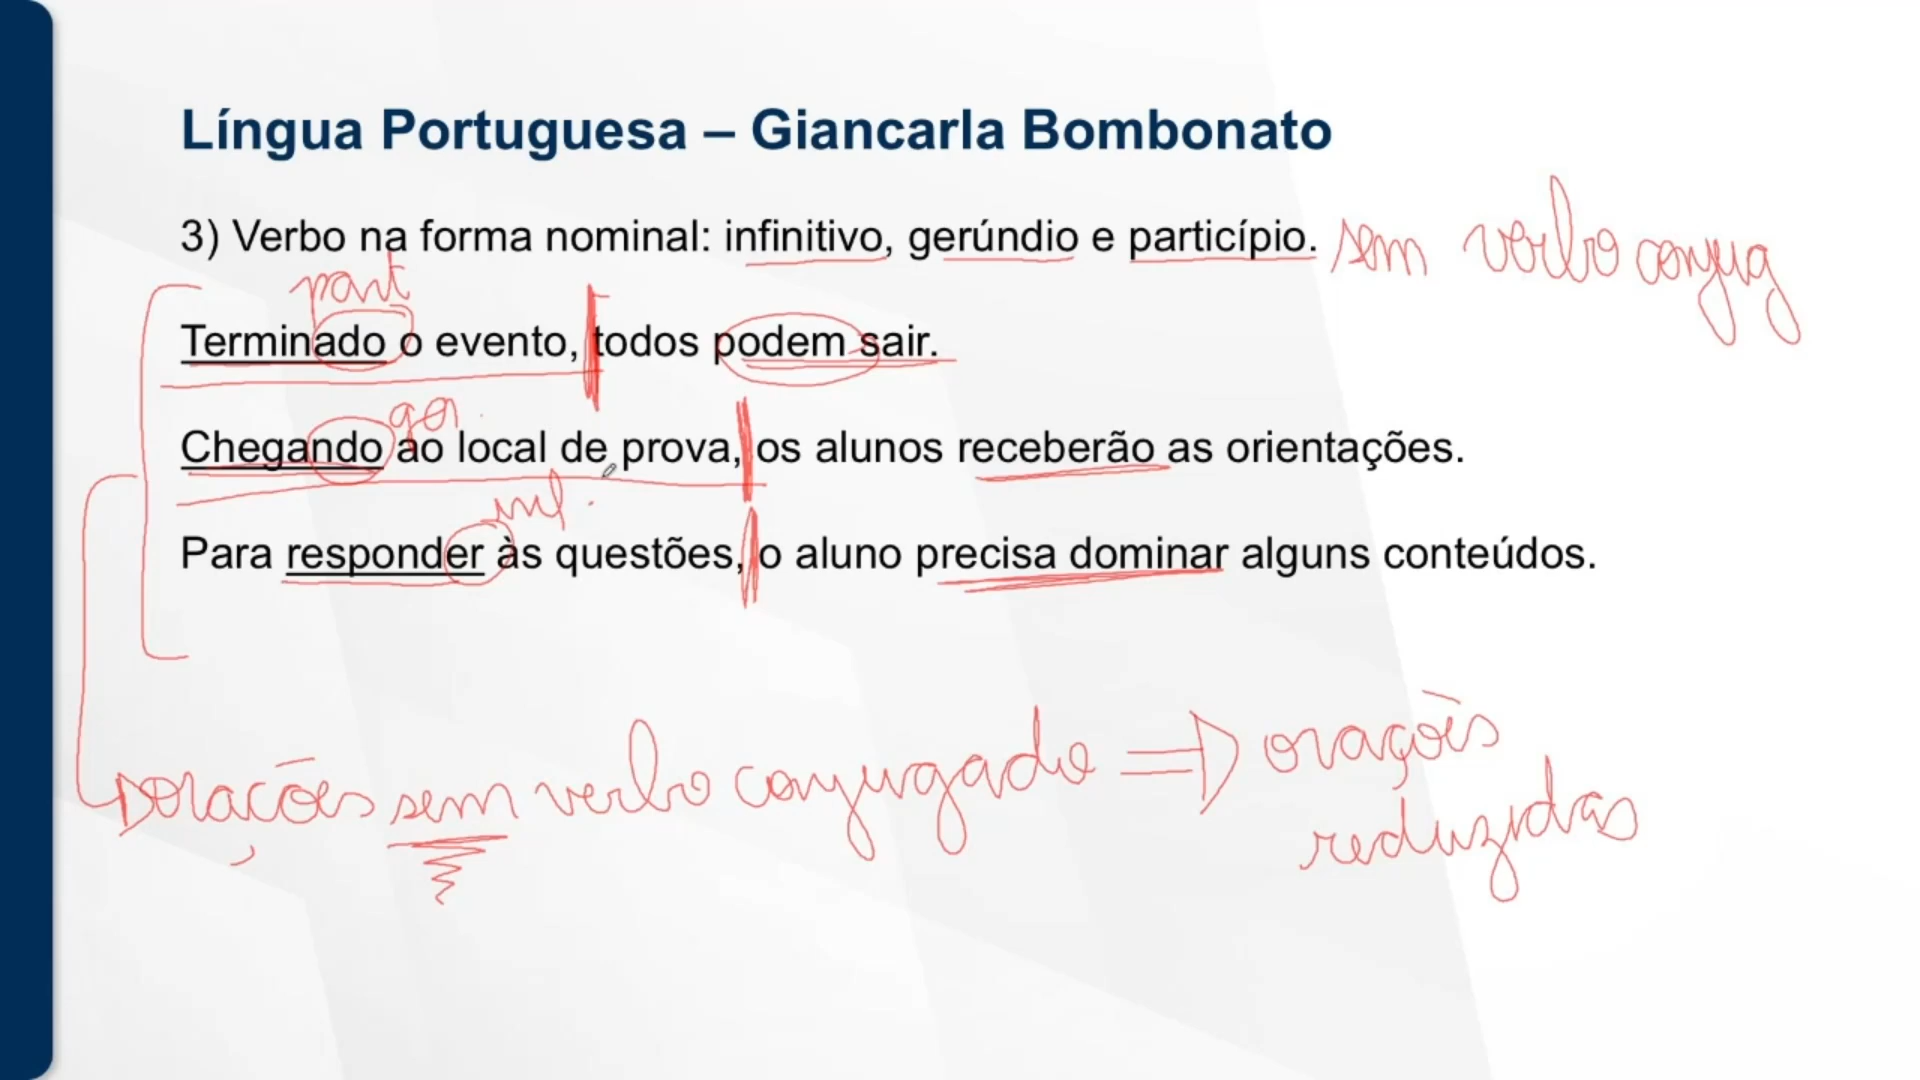 Língua Portuguesa – Giancarla Bombonato
3) Verbo na forma nominal: infinitivo, gerúndio e particípio. sem verbo conjug
part
Terminado o evento, todos podem sair.
ger.
Chegando ao local de prova, os alunos receberão as orientações.
inf.
Para responder às questões, o aluno precisa dominar alguns conteúdos.
orações sem verbo conjugado => orações
reduzidas